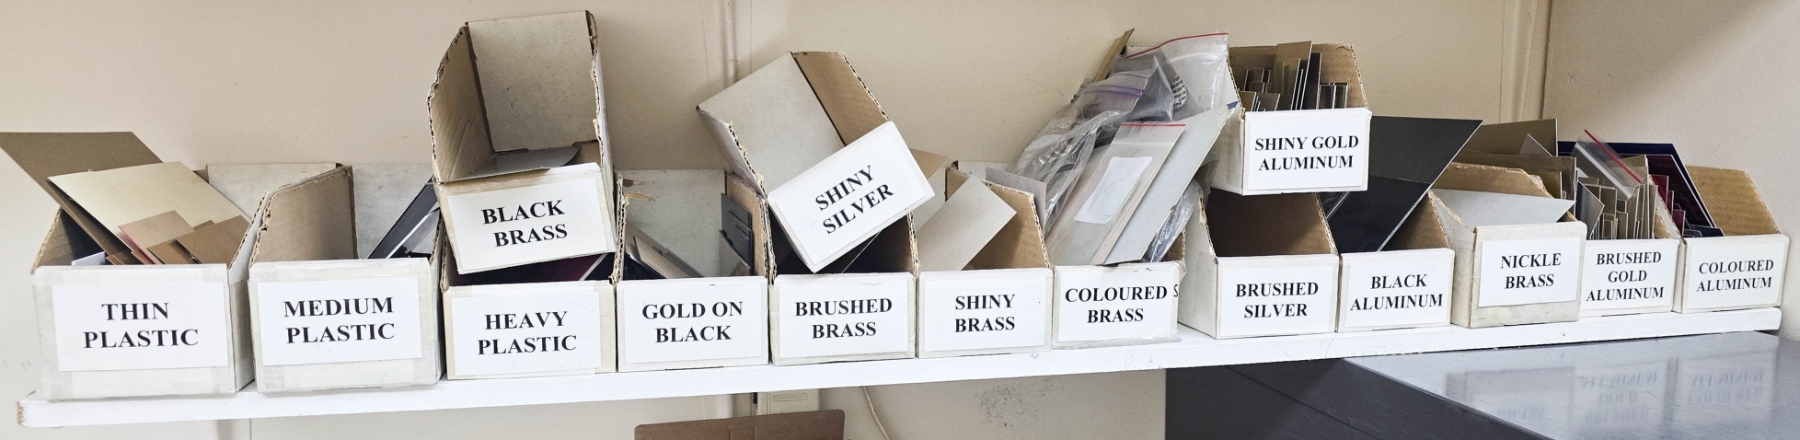 THIN
PLASTIC
MEDIUM
PLASTIC
BLACK
BRASS
HEAVY
PLASTIC
GOLD ON
BLACK
SHINY
SILVER
BRUSHED
BRASS
SHINY
BRASS
COLOURED S
BRASS
SHINY GOLD
ALUMINUM
BRUSHED
SILVER
BLACK
ALUMINUM
NICKLE
BRASS
BRUSHED
GOLD
ALUMINUM
COLOURED
ALUMINUM